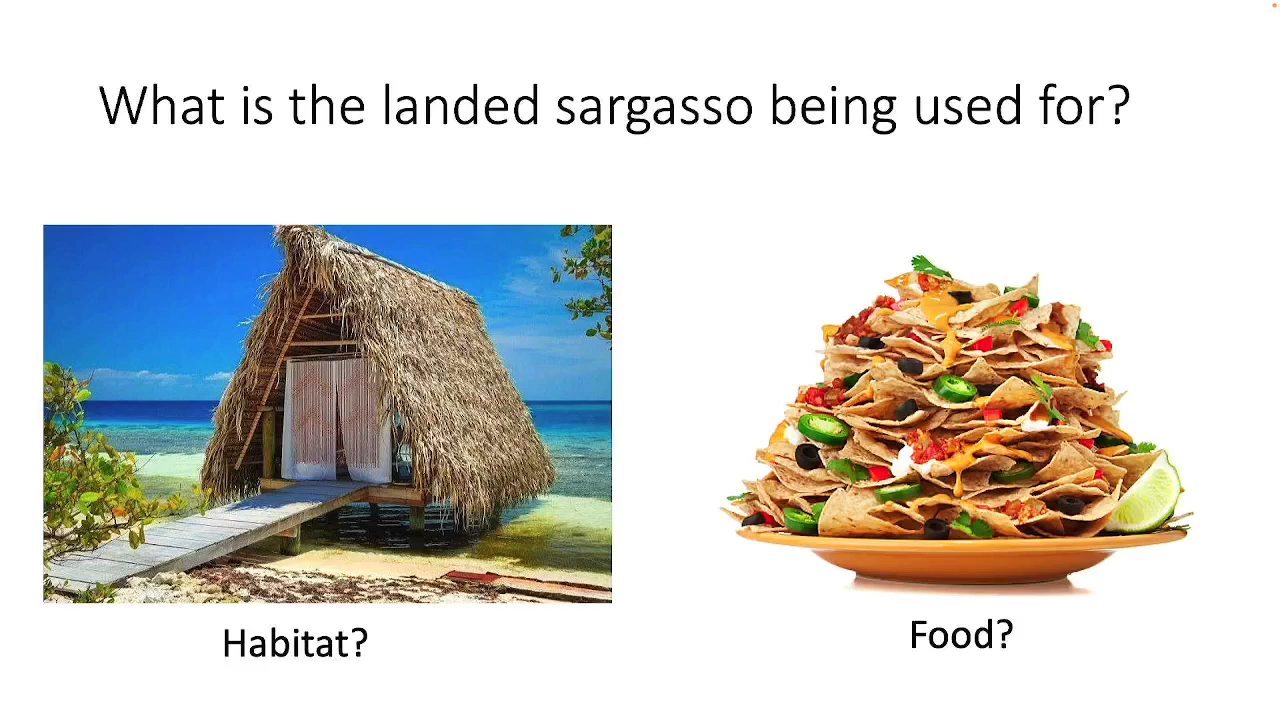 What is the landed sargasso being used for?
Habitat?
Food?